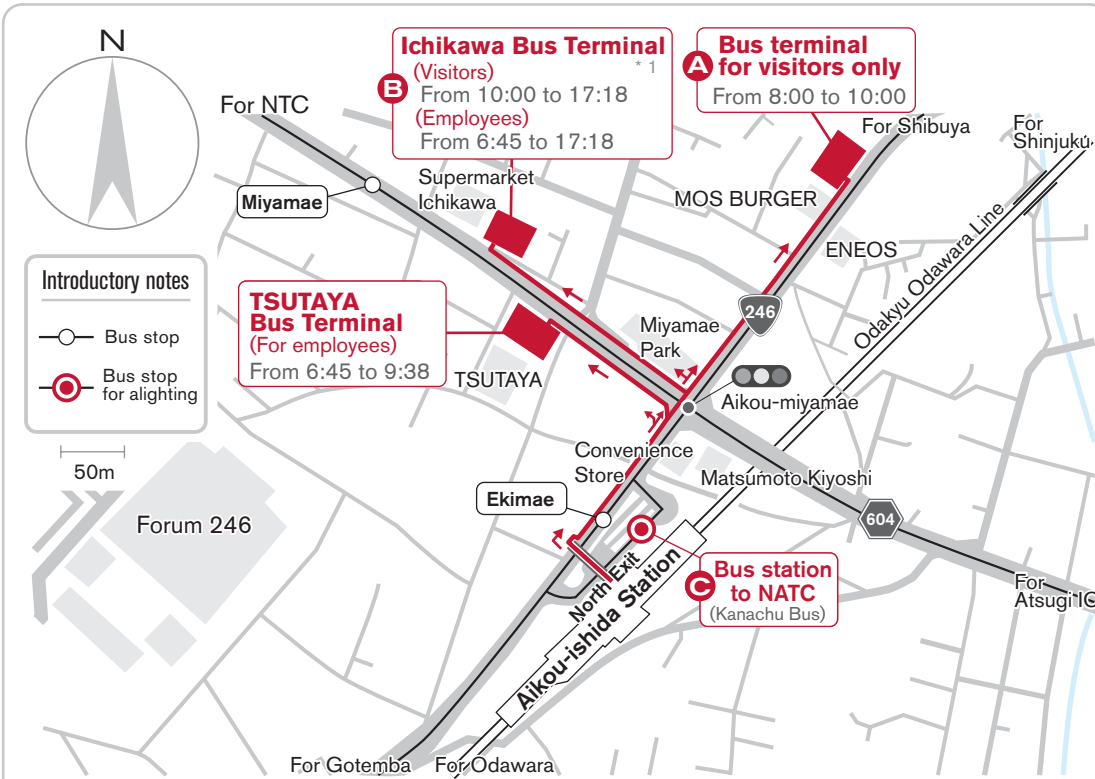 N
Ichikawa Bus Terminal
* 1
B
(Visitors)
From 10:00 to 17:18
(Employees)
From 6:45 to 17:18
A
Bus terminal
for visitors only
From 8:00 to 10:00
For NTC
For Shibuya
For
Shinjuku
Miyamae
Supermarket
Ichikawa
MOS BURGER
ENEOS
Odakyu Odawara Line
Introductory notes
Bus stop
Bus stop
for alighting
50m
TSUTAYA
Bus Terminal
(For employees)
From 6:45 to 9:38
TSUTAYA
246
Miyamae
Park
Aikou-miyamae
Convenience
Store
Matsumoto Kiyoshi
Ekimae
604
Forum 246
North Exit
Aikou-ishida Station
C
Bus station
to NATC
(Kanachu Bus)
For
Atsugi IC
For Gotemba
For Odawara